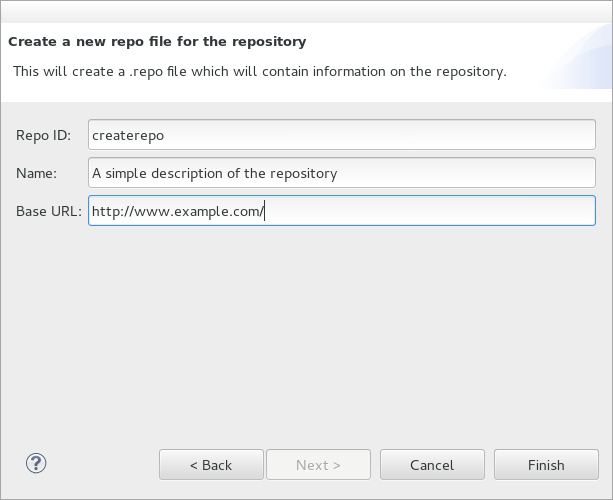 Create a new repo file for the repository
This will create a .repo file which will contain information on the repository.
Repo ID: createrepo
Name: A simple description of the repository
Base URL: http://www.example.com/
? < Back Next > Cancel Finish